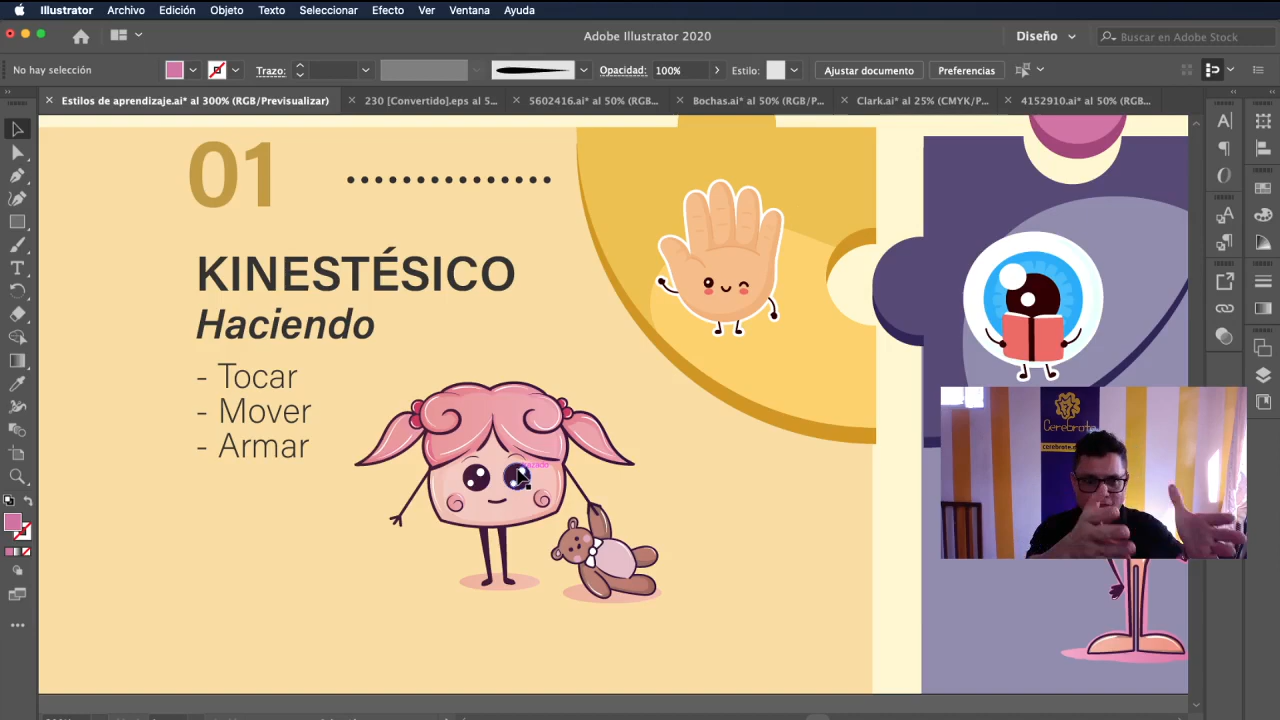 Illustrator Archivo Edición Objeto Texto Seleccionar Efecto Ver Ventana Ayuda
Adobe Illustrator 2020
Diseño
Buscar en Adobe Stock
No hay selección
Trazo:
Opacidad: 100%
Estilo:
Ajustar documento
Preferencias
Estilos de aprendizaje.ai* al 300% (RGB/Previsualizar)
230 [Convertido].eps al 5...
5602416.ai* al 50% (RGB...
Bochas.ai* al 50% (RGB/P...
Clark.ai* al 25% (CMYK/P...
4152910.ai* al 50% (RGB...
01
KINESTÉSICO
Haciendo
- Tocar
- Mover
- Armar
Cerebrote